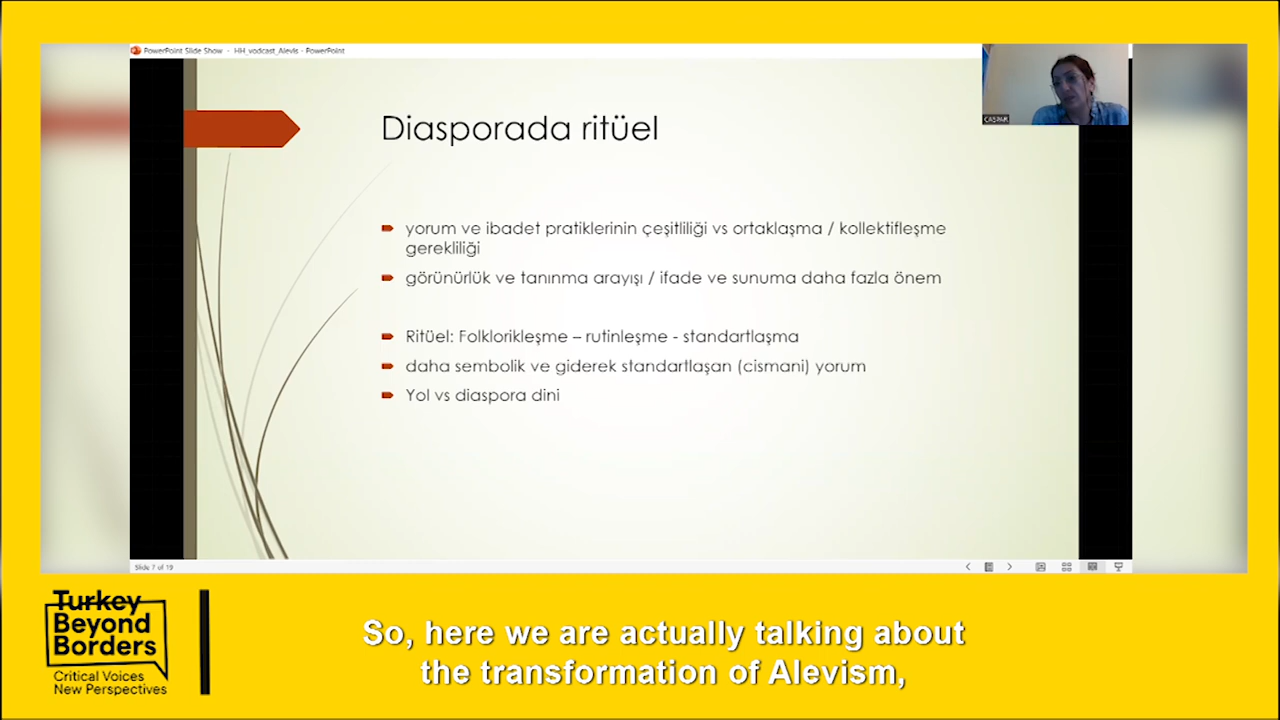 PowerPoint Slide Show - HH_vodcast_Alevis - PowerPoint
CASPAR
Diasporada ritüel
yorum ve ibadet pratiklerinin çeşitliliği vs ortaklaşma / kollektifleşme
gerekliliği
görünürlük ve tanınma arayışı / ifade ve sunuma daha fazla önem
Ritüel: Folklorikleşme – rutinleşme - standartlaşma
daha sembolik ve giderek standartlaşan (cismani) yorum
Yol vs diaspora dini
Slide 7 of 19
Turkey
Beyond
Borders
Critical Voices
New Perspectives
So, here we are actually talking about
the transformation of Alevism,